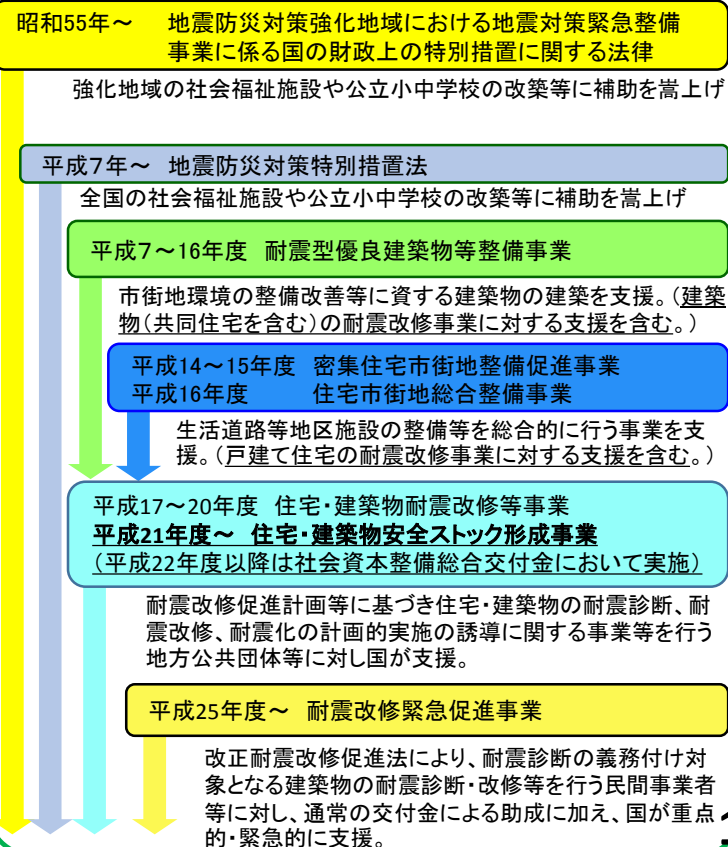 昭和55年～　地震防災対策強化地域における地震対策緊急整備
事業に係る国の財政上の特別措置に関する法律
強化地域の社会福祉施設や公立小中学校の改築等に補助を嵩上げ
平成７年～　地震防災対策特別措置法
全国の社会福祉施設や公立小中学校の改築等に補助を嵩上げ
平成７～16年度　耐震型優良建築物等整備事業
市街地環境の整備改善等に資する建築物の建築を支援。（建築
物（共同住宅を含む）の耐震改修事業に対する支援を含む。）
平成14～15年度　密集住宅市街地整備促進事業
平成16年度　　　住宅市街地総合整備事業
生活道路等地区施設の整備等を総合的に行う事業を支
援。（戸建て住宅の耐震改修事業に対する支援を含む。）
平成17～20年度　住宅・建築物耐震改修等事業
平成21年度～　住宅・建築物安全ストック形成事業
（平成22年度以降は社会資本整備総合交付金において実施）
耐震改修促進計画等に基づき住宅・建築物の耐震診断、耐
震改修、耐震化の計画的実施の誘導に関する事業等を行う
地方公共団体等に対し国が支援。
平成25年度～　耐震改修緊急促進事業
改正耐震改修促進法により、耐震診断の義務付け対
象となる建築物の耐震診断・改修等を行う民間事業者
等に対し、通常の交付金による助成に加え、国が重点
的・緊急的に支援。